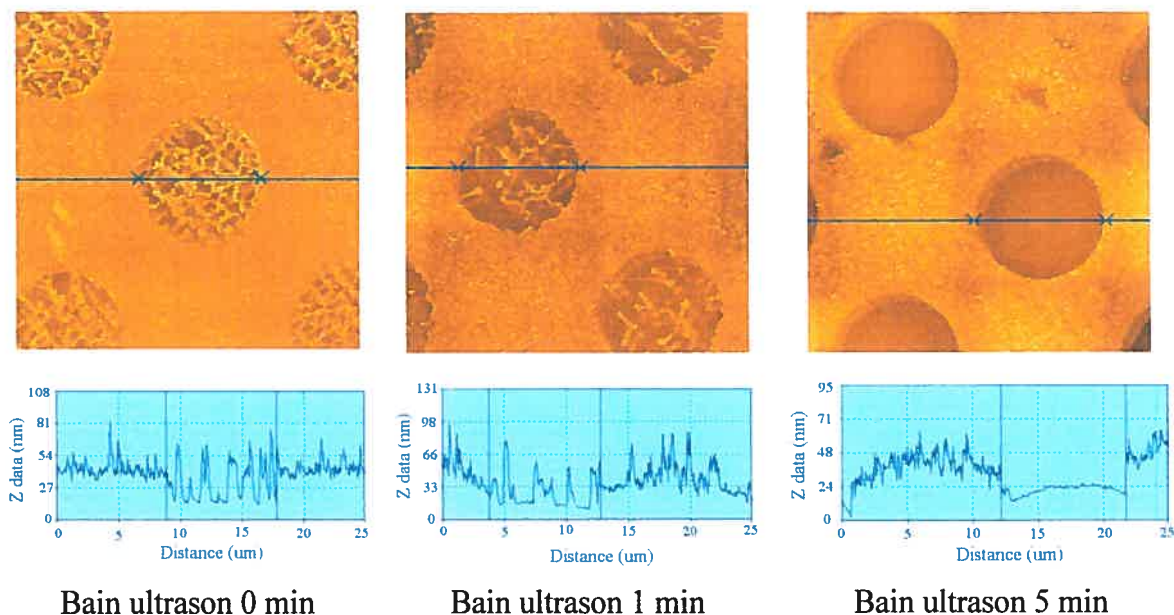 108
81
54
27
0
Z data (nm)
0 5 10 15 20 25
Distance (um)
131
98
66
33
0
Z data (nm)
0 5 10 15 20 25
Distance (um)
95
71
48
24
0
Z data (nm)
0 5 10 15 20 25
Distance (um)
Bain ultrason 0 min
Bain ultrason 1 min
Bain ultrason 5 min